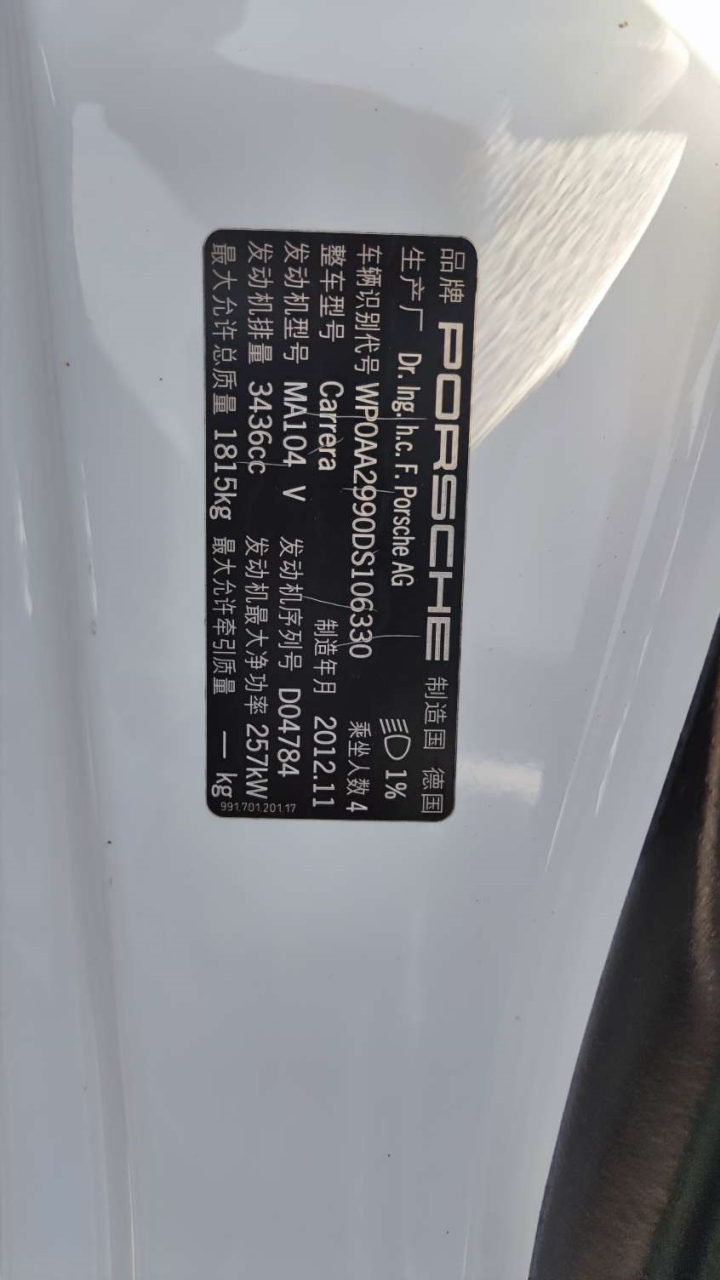 品牌 PORSCHE 制造国 德国
生产厂 Dr. Ing. h.c. F. Porsche AG 1%
车辆识别代号 WP0AA2990DS106330 乘坐人数 4
整车型号 Carrera 制造年月 2012.11
发动机型号 MA104 V 发动机序列号 D04784
发动机排量 3436cc 发动机最大净功率 257kW
最大允许总质量 1815kg 最大允许牵引质量 — kg
991.701.201.17